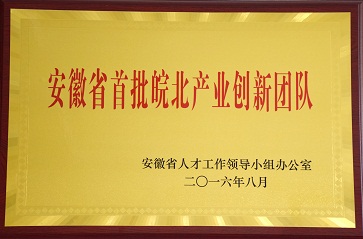 安徽省首批皖北产业创新团队
安徽省人才工作领导小组办公室
二〇一六年八月